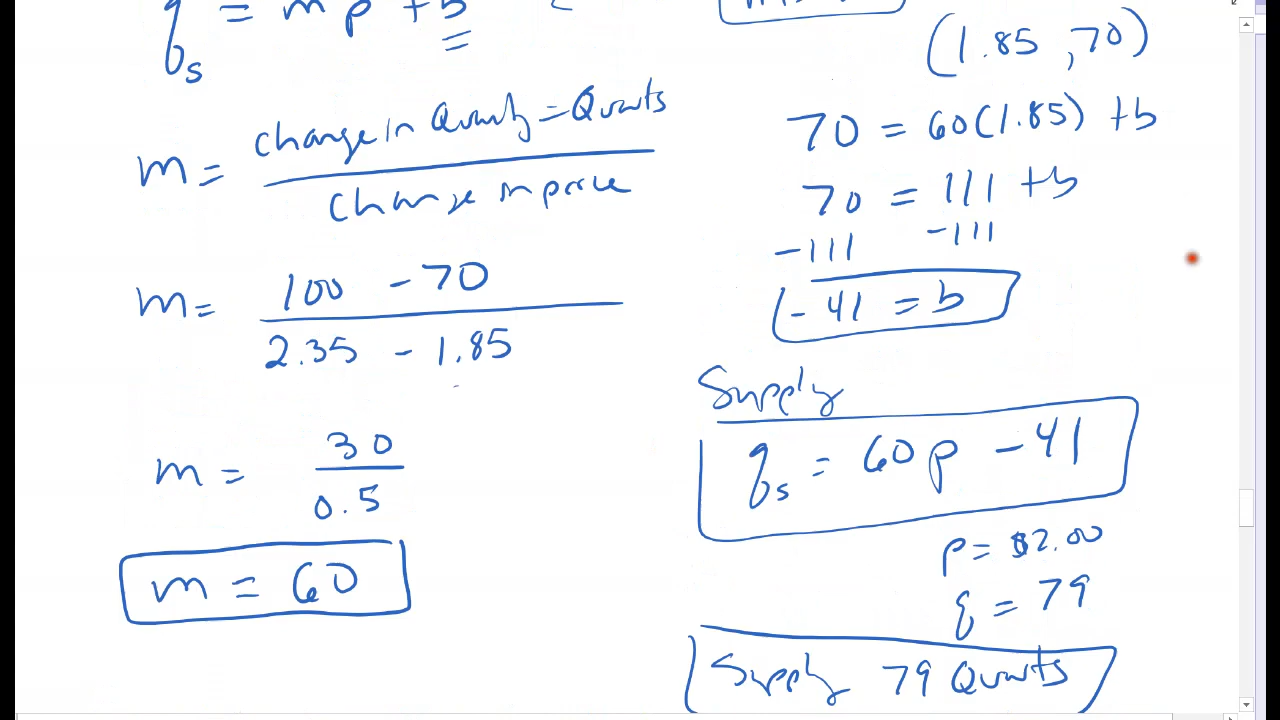 qs = mp + b
m = change in Quantity = Quarts / change in price
m = 100 - 70 / 2.35 - 1.85
m = 30 / 0.5
m = 60
(1.85, 70)
70 = 60(1.85) + b
70 = 111 + b
-111 -111
-41 = b
Supply
qs = 60p - 41
p = $2.00
q = 79
Supply 79 Quarts